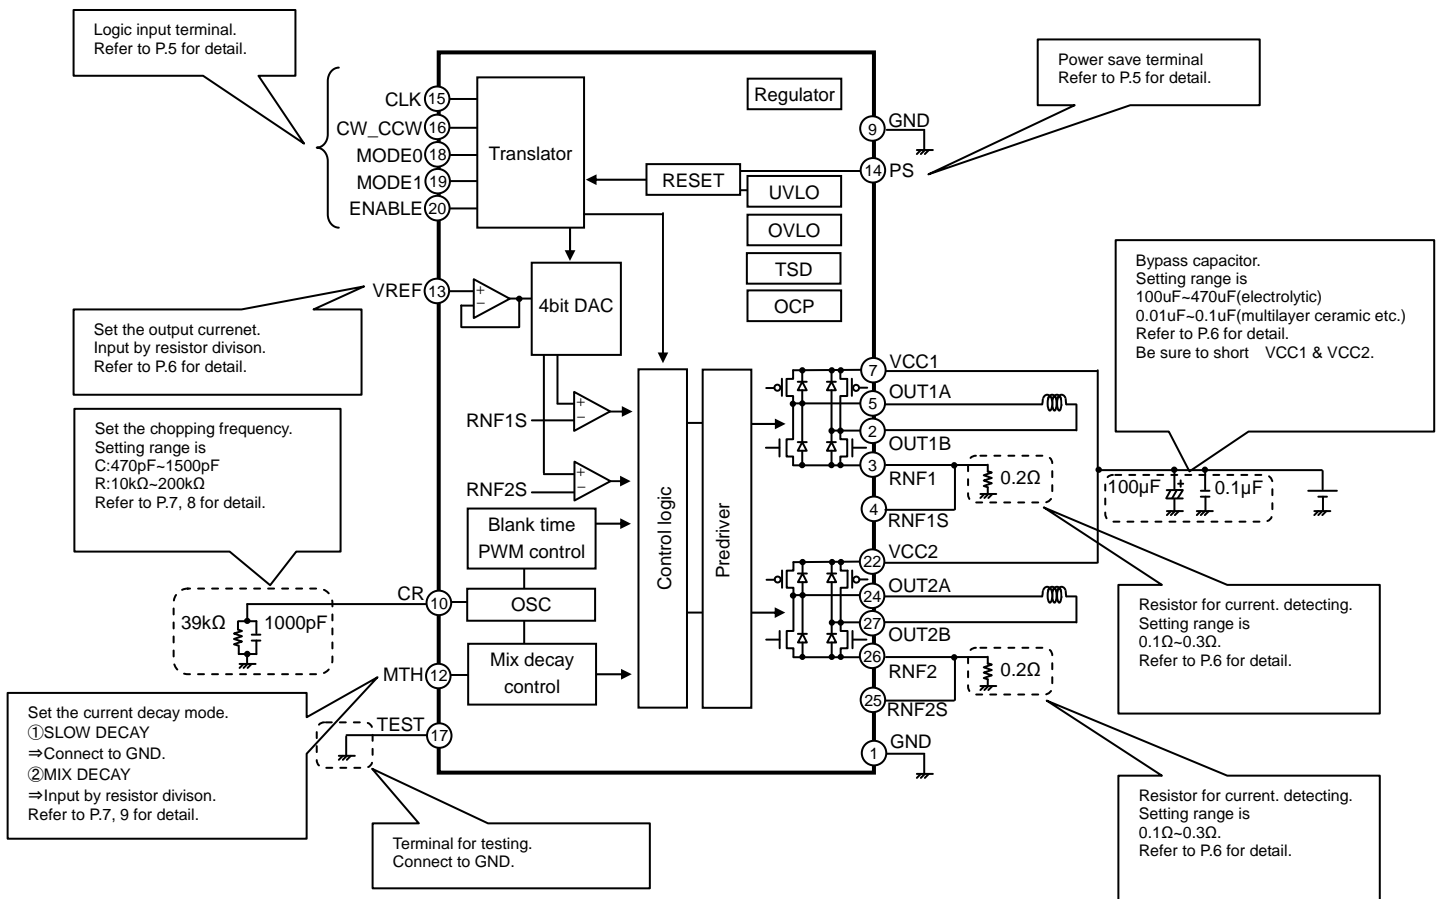 Logic input terminal.
Refer to P.5 for detail.
Power save terminal
Refer to P.5 for detail.
CLK 15
CW_CCW 16
MODE0 18
MODE1 19
ENABLE 20
Translator
Regulator
9 GND
14 PS
RESET
UVLO
OVLO
TSD
OCP
VREF 13
+
−
4bit DAC
Set the output currenet.
Input by resistor divison.
Refer to P.6 for detail.
Bypass capacitor.
Setting range is
100uF~470uF(electrolytic)
0.01uF~0.1uF(multilayer ceramic etc.)
Refer to P.6 for detail.
Be sure to short VCC1 & VCC2.
Set the chopping frequency.
Setting range is
C:470pF~1500pF
R:10kΩ~200kΩ
Refer to P.7, 8 for detail.
RNF1S
+
−
RNF2S
+
−
Blank time
PWM control
OSC
Mix decay
control
Control logic
Predriver
7 VCC1
5 OUT1A
2 OUT1B
3 RNF1
4 RNF1S
0.2Ω
100µF
+
0.1µF
22 VCC2
24 OUT2A
27 OUT2B
26 RNF2
25 RNF2S
0.2Ω
1 GND
CR 10
39kΩ
1000pF
MTH 12
TEST 17
Set the current decay mode.
①SLOW DECAY
⇒Connect to GND.
②MIX DECAY
⇒Input by resistor divison.
Refer to P.7, 9 for detail.
Terminal for testing.
Connect to GND.
Resistor for current. detecting.
Setting range is
0.1Ω~0.3Ω.
Refer to P.6 for detail.
Resistor for current. detecting.
Setting range is
0.1Ω~0.3Ω.
Refer to P.6 for detail.